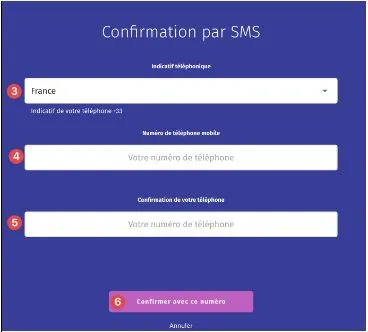 Confirmation par SMS
Indicatif téléphonique
3 France
Indicatif de votre téléphone +33
Numéro de téléphone mobile
4 Votre numéro de téléphone
Confirmation de votre téléphone
5 Votre numéro de téléphone
6 Confirmer avec ce numéro
Annuler